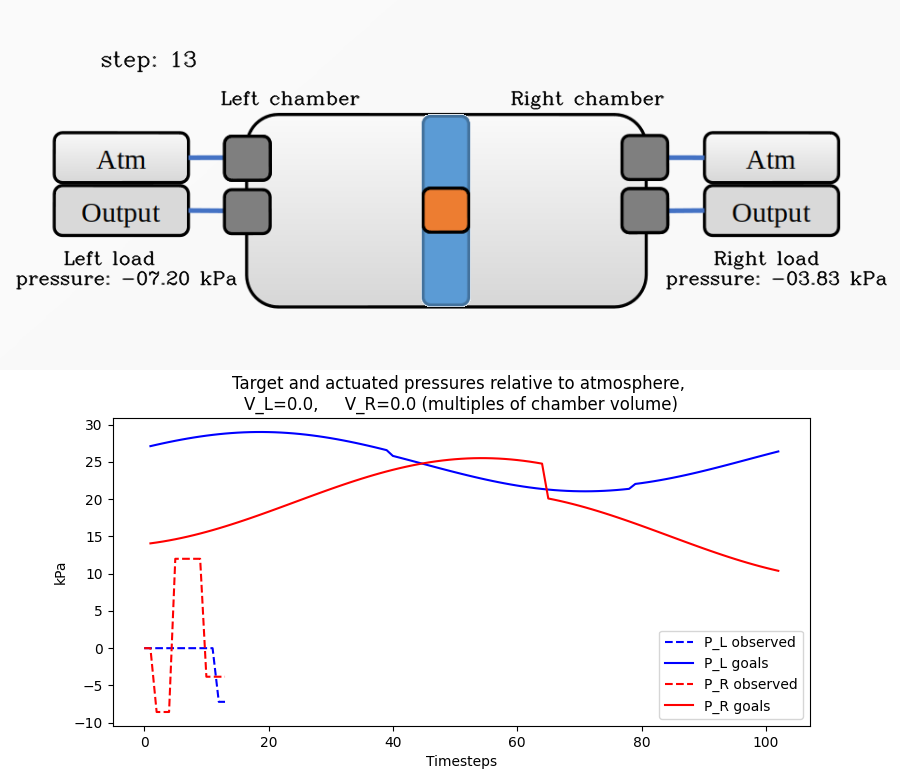 step: 13
Left chamber
Right chamber
Atm
Atm
Output
Output
Left load
pressure: −07.20 kPa
Right load
pressure: −03.83 kPa
Target and actuated pressures relative to atmosphere,
V_L=0.0, V_R=0.0 (multiples of chamber volume)
30
25
20
15
10
5
0
−5
−10
kPa
P_L observed
P_L goals
P_R observed
P_R goals
0 20 40 60 80 100
Timesteps